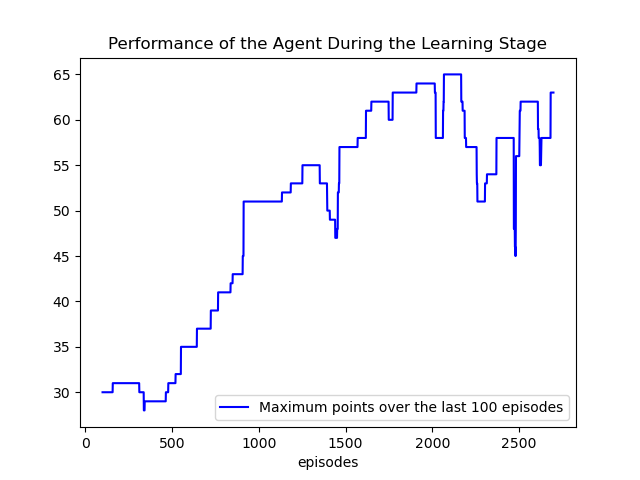 Performance of the Agent During the Learning Stage
65
60
55
50
45
40
35
30
Maximum points over the last 100 episodes
0 500 1000 1500 2000 2500
episodes